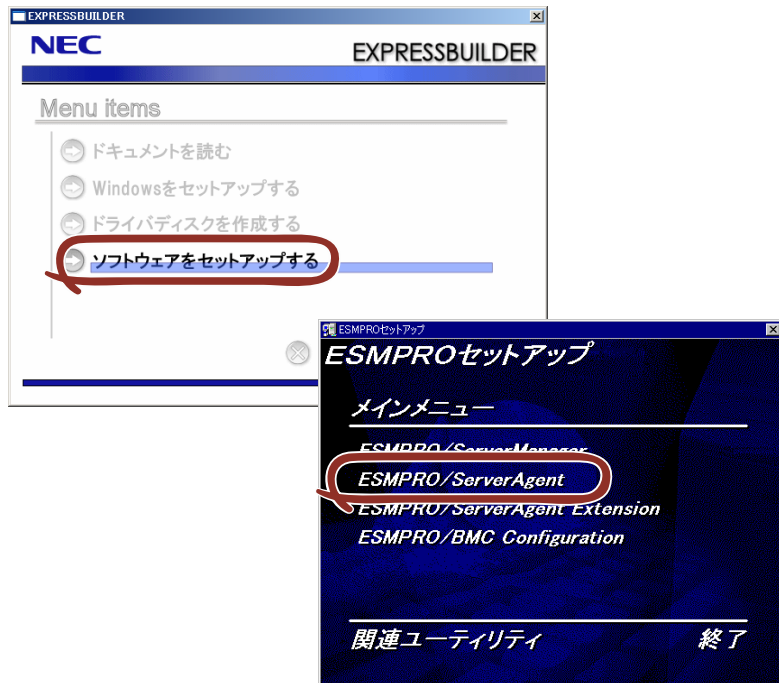 EXPRESSBUILDER
NEC
EXPRESSBUILDER
Menu items
ドキュメントを読む
Windowsをセットアップする
ドライバディスクを作成する
ソフトウェアをセットアップする
ESMPROセットアップ
ESMPROセットアップ
メインメニュー
ESMPRO/ServerManager
ESMPRO/ServerAgent
ESMPRO/ServerAgent Extension
ESMPRO/BMC Configuration
関連ユーティリティ
終了